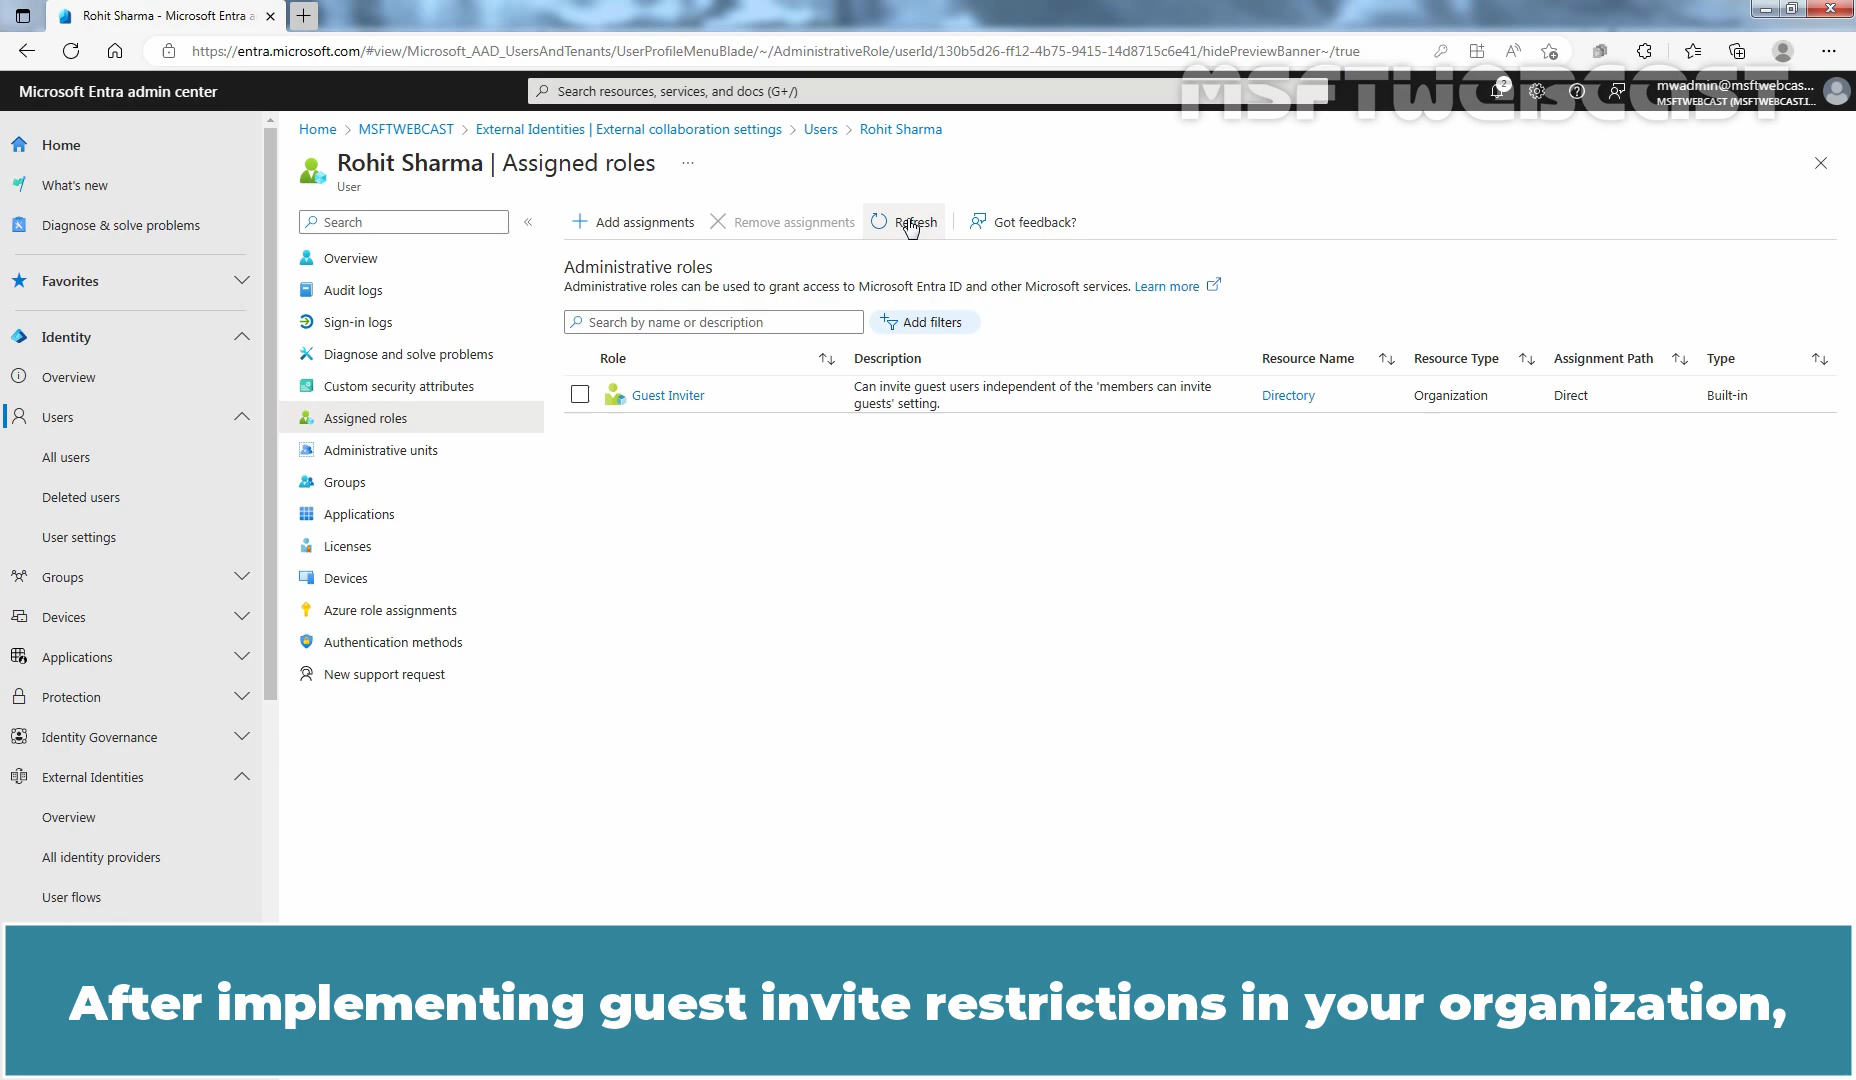 Rohit Sharma - Microsoft Entra a
https://entra.microsoft.com/#view/Microsoft_AAD_UsersAndTenants/UserProfileMenuBlade/~/AdministrativeRole/userId/130b5d26-ff12-4b75-9415-14d8715c6e41/hidePreviewBanner~/true
MSFTWEBCAST
Microsoft Entra admin center
Search resources, services, and docs (G+/)
2
mwadmin@msftwebcas...
MSFTWEBCAST (MSFTWEBCAST.I...
Home > MSFTWEBCAST > External Identities | External collaboration settings > Users > Rohit Sharma
Rohit Sharma | Assigned roles ...
User
Home
What's new
Diagnose & solve problems
Favorites
Identity
Overview
Users
All users
Deleted users
User settings
Groups
Devices
Applications
Protection
Identity Governance
External Identities
Overview
All identity providers
User flows
Search
Overview
Audit logs
Sign-in logs
Diagnose and solve problems
Custom security attributes
Assigned roles
Administrative units
Groups
Applications
Licenses
Devices
Azure role assignments
Authentication methods
New support request
Add assignments Remove assignments Refresh Got feedback?
Administrative roles
Administrative roles can be used to grant access to Microsoft Entra ID and other Microsoft services. Learn more
Search by name or description
Add filters
Role Description Resource Name Resource Type Assignment Path Type
Guest Inviter
Can invite guest users independent of the 'members can invite
guests' setting.
Directory Organization Direct Built-in
After implementing guest invite restrictions in your organization,